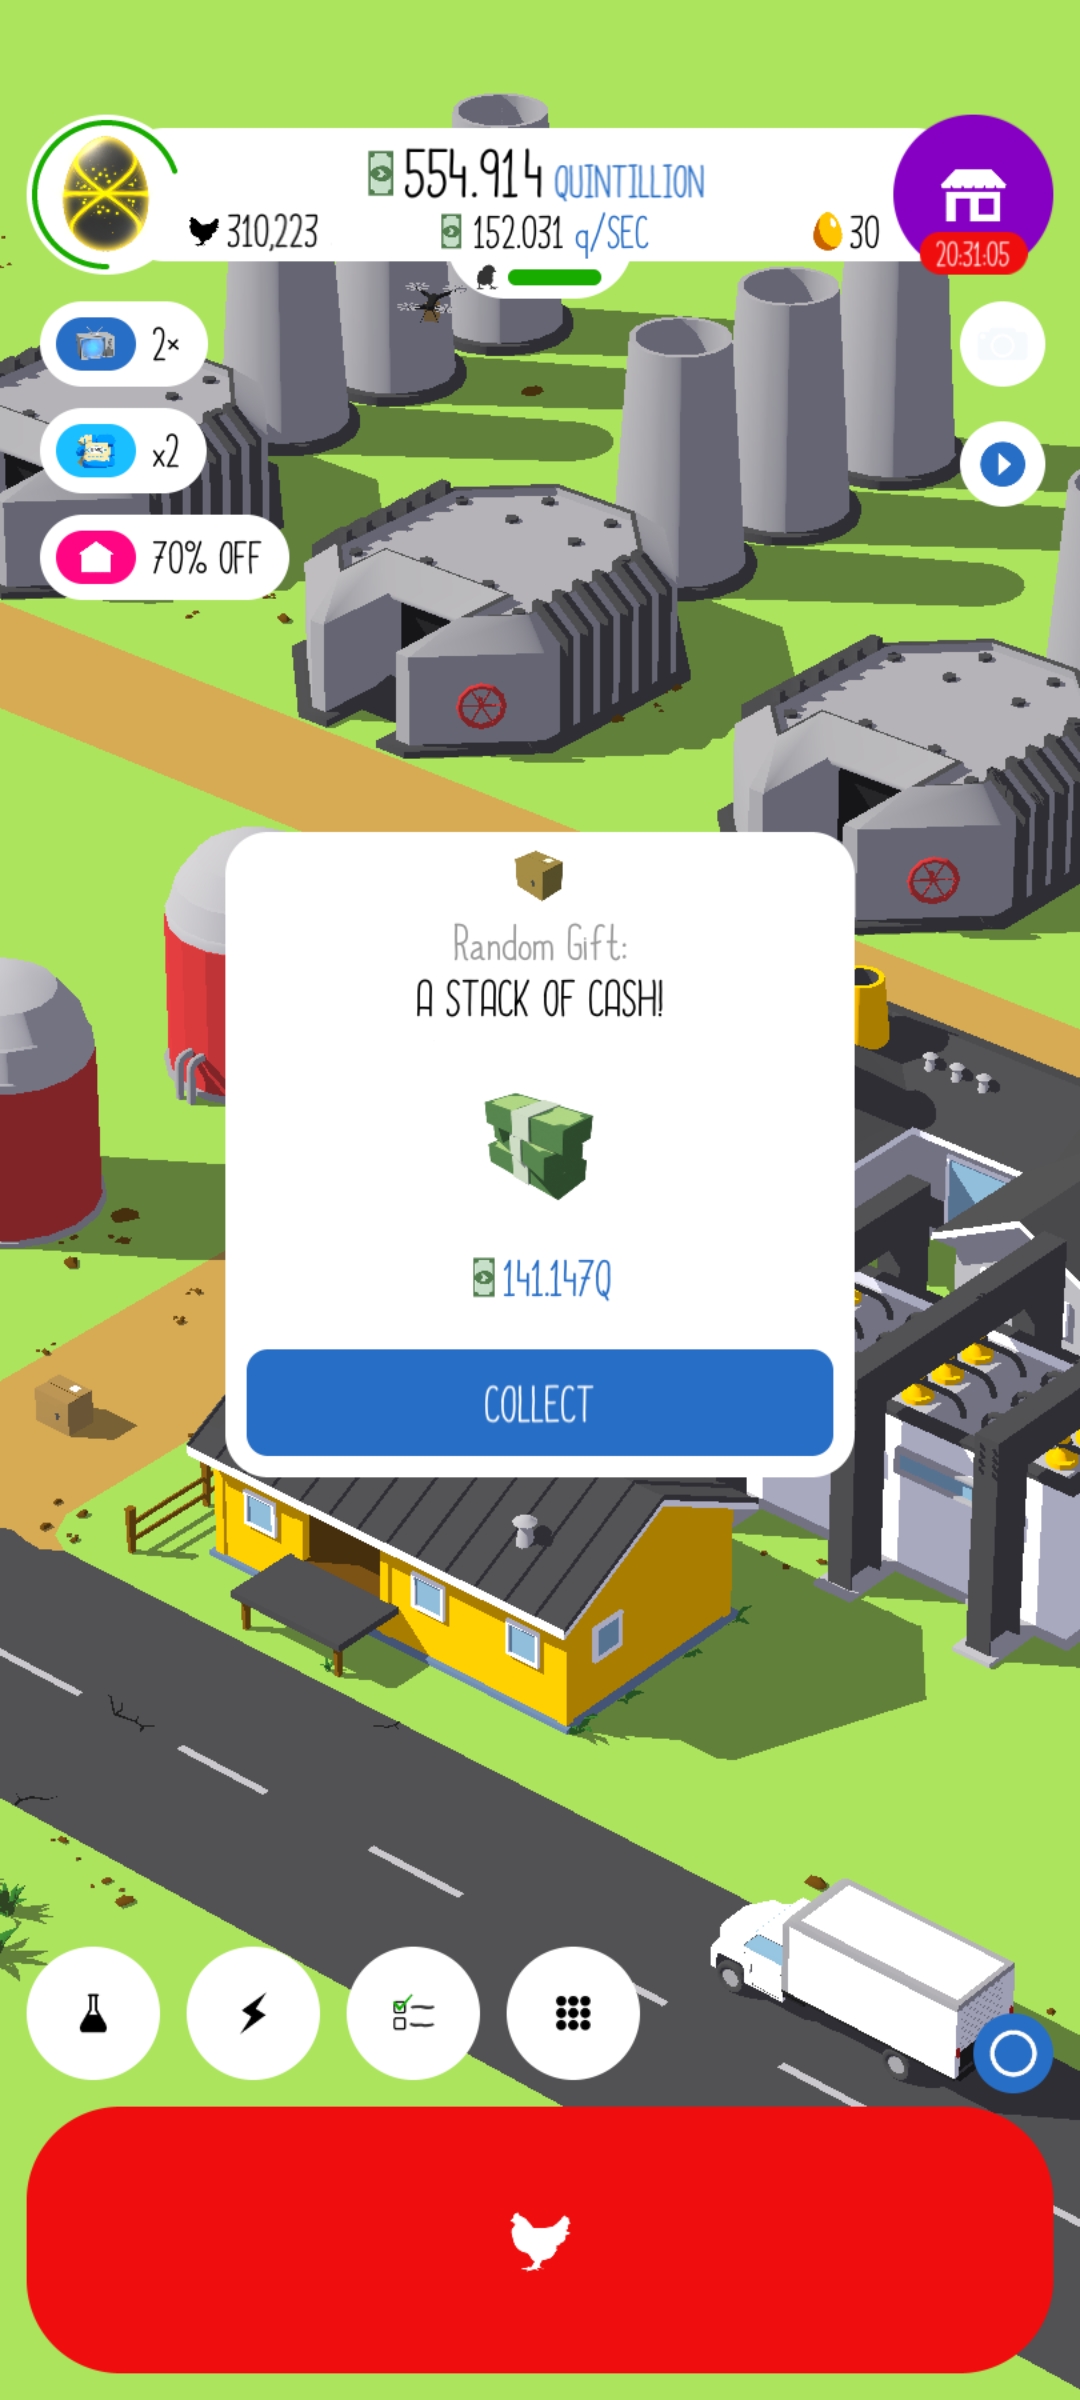 554.914 QUINTILLION
310,223
152.031 q/SEC
30
20:31:05
2×
x2
70% OFF
Random Gift:
A STACK OF CASH!
141.147Q
COLLECT